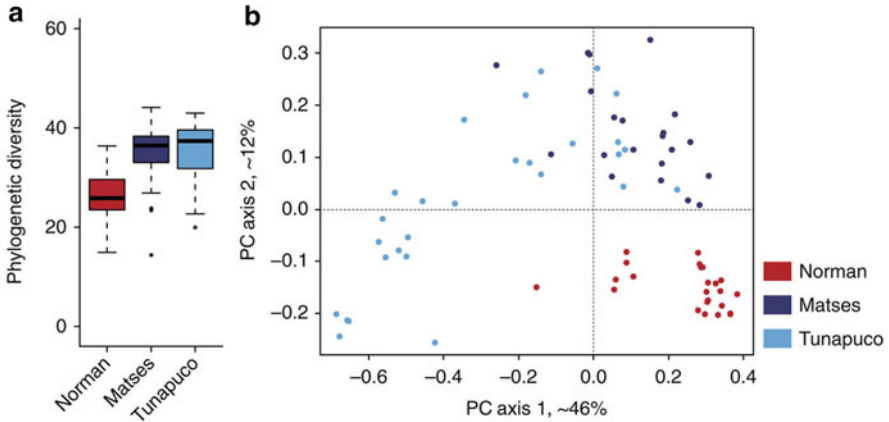 a
Phylogenetic diversity
60
40
20
0
Norman
Matses
Tunapuco
b
PC axis 2, ~12%
0.3
0.2
0.1
0.0
−0.1
−0.2
−0.6
−0.4
−0.2
0.0
0.2
0.4
PC axis 1, ~46%
Norman
Matses
Tunapuco